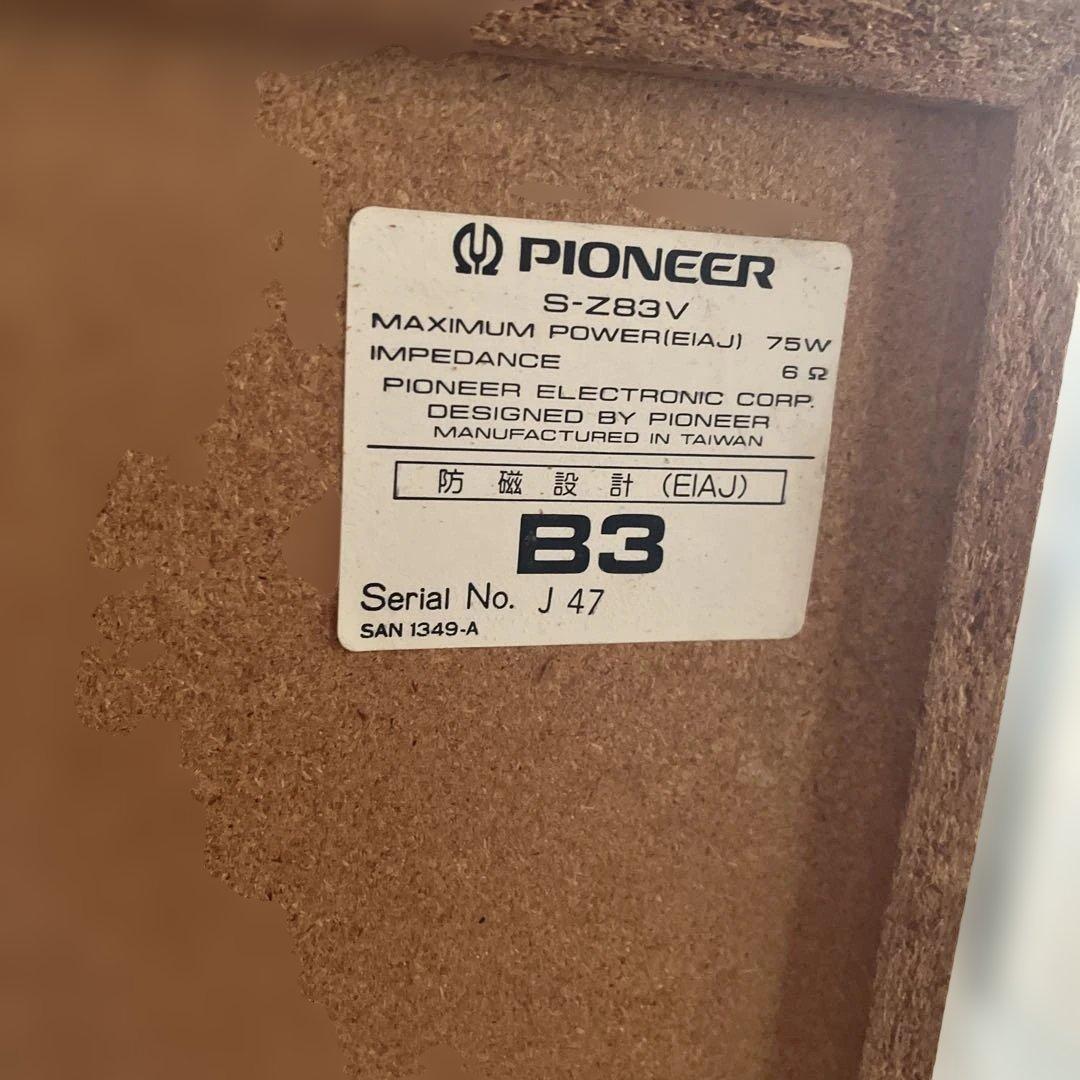 PIONEER
S-Z83V
MAXIMUM POWER(EIAJ) 75W
IMPEDANCE 6 Ω
PIONEER ELECTRONIC CORP.
DESIGNED BY PIONEER
MANUFACTURED IN TAIWAN
防磁設計 (EIAJ)
B3
Serial No. J 47
SAN 1349-A